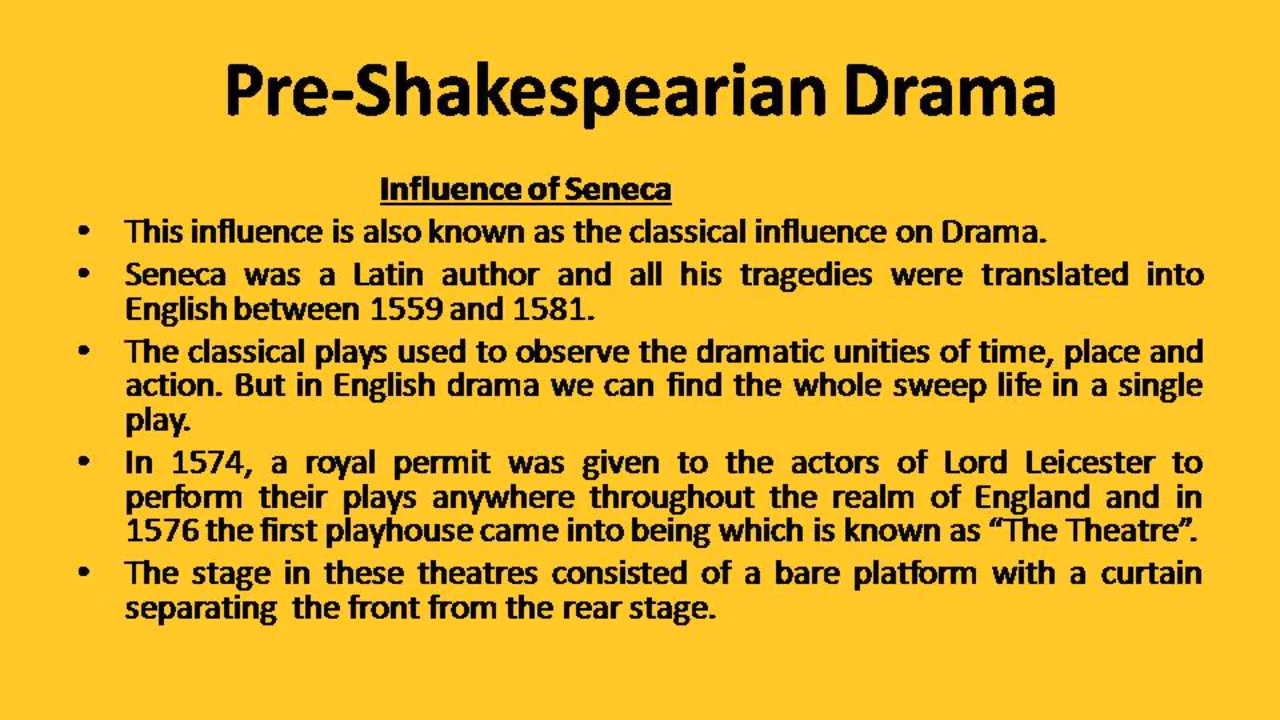 Pre-Shakespearian Drama
Influence of Seneca
• This influence is also known as the classical influence on Drama.
• Seneca was a Latin author and all his tragedies were translated into
English between 1559 and 1581.
• The classical plays used to observe the dramatic unities of time, place and
action. But in English drama we can find the whole sweep life in a single
play.
• In 1574, a royal permit was given to the actors of Lord Leicester to
perform their plays anywhere throughout the realm of England and in
1576 the first playhouse came into being which is known as “The Theatre”.
• The stage in these theatres consisted of a bare platform with a curtain
separating the front from the rear stage.